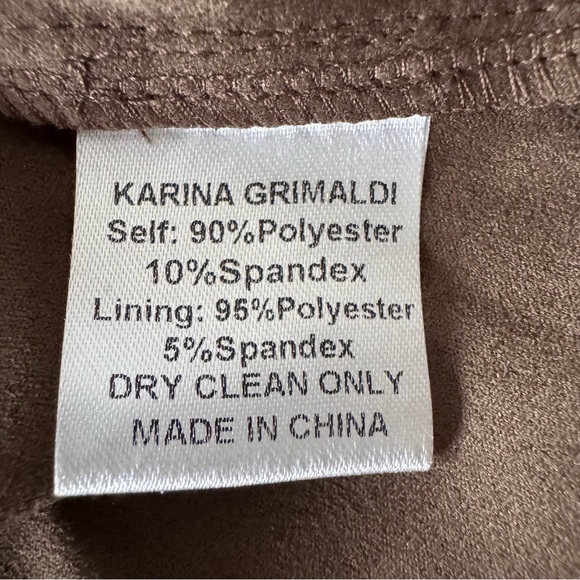 KARINA GRIMALDI
Self: 90%Polyester
10%Spandex
Lining: 95%Polyester
5%Spandex
DRY CLEAN ONLY
MADE IN CHINA